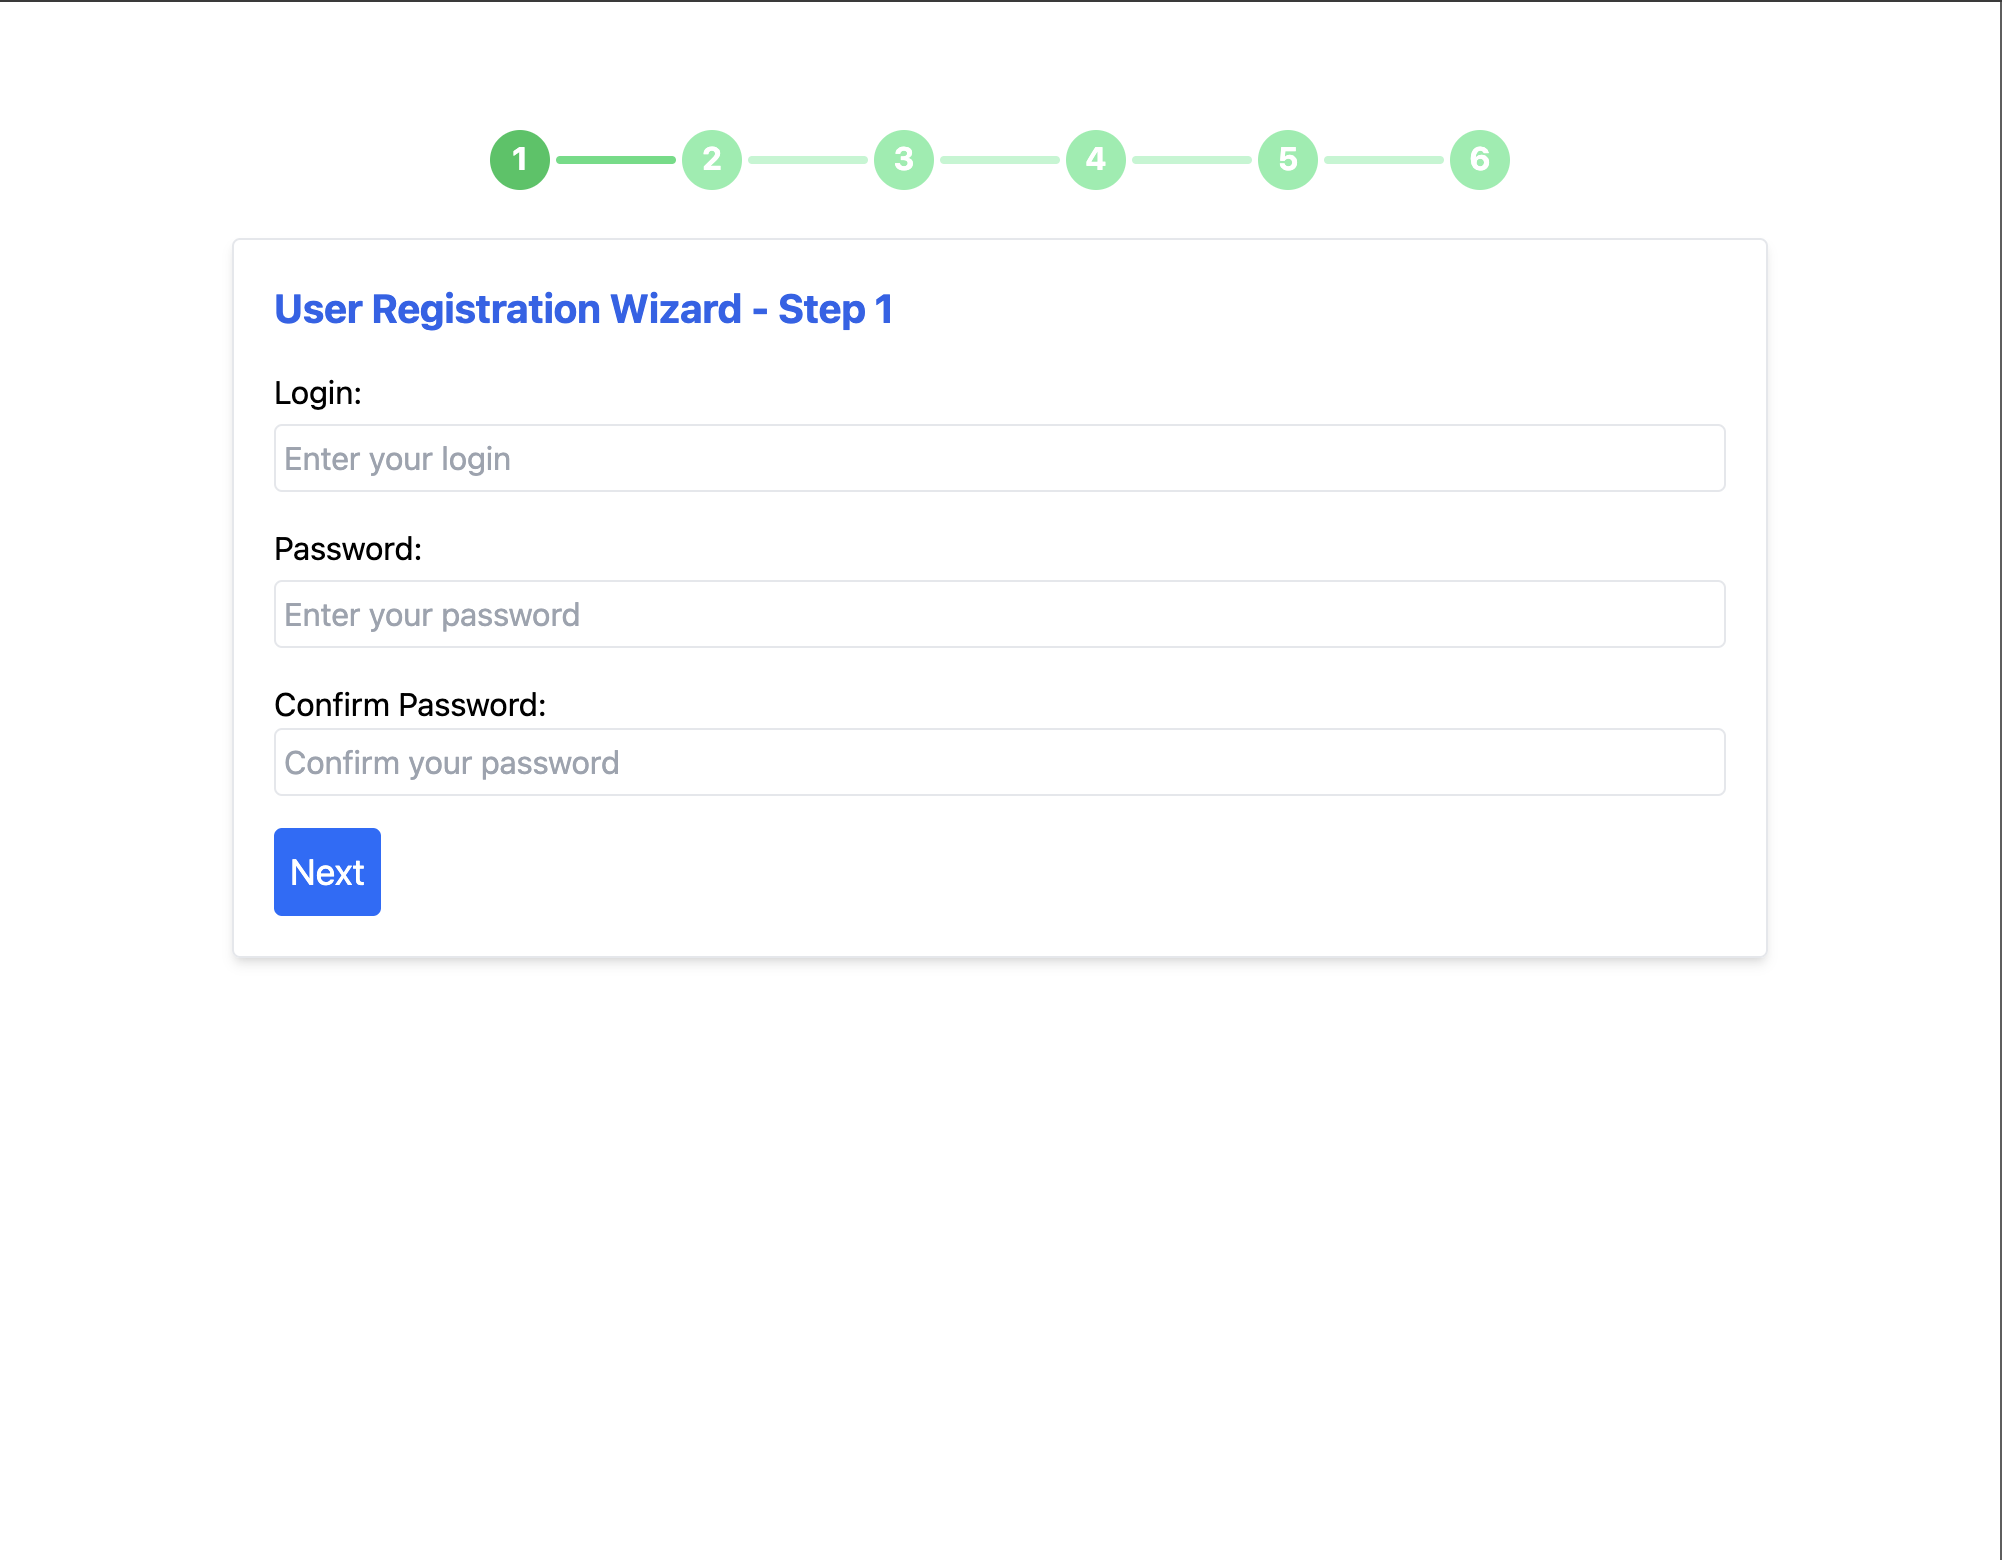 1 2 3 4 5 6
User Registration Wizard - Step 1
Login:
Enter your login
Password:
Enter your password
Confirm Password:
Confirm your password
Next